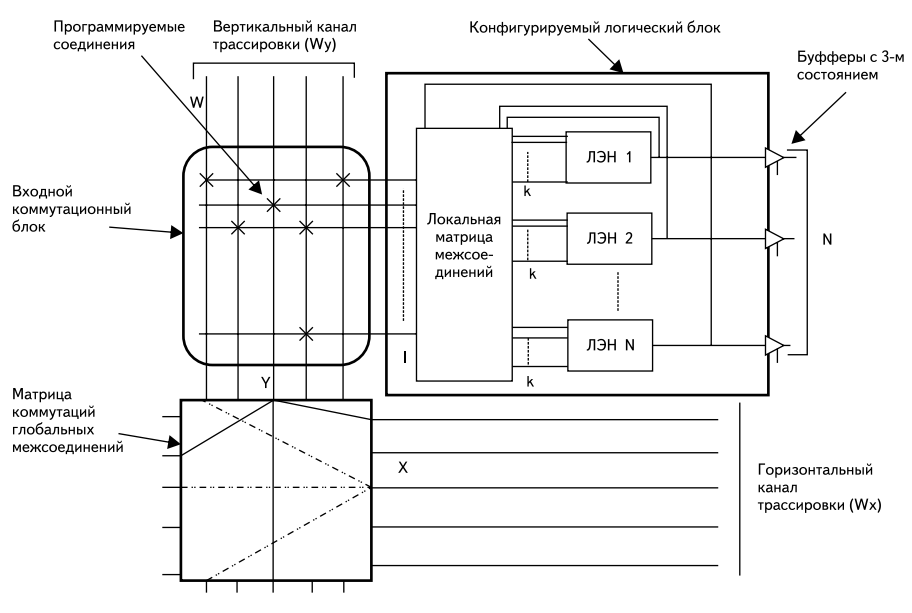 Программируемые
соединения
Вертикальный канал
трассировки (Wy)
Конфигурируемый логический блок
Буфферы с 3-м
состоянием
W
Входной
коммутационный
блок
Локальная
матрица
межсое-
динений
ЛЭН 1
k
ЛЭН 2
k
ЛЭН N
k
N
I
Y
Матрица
коммутаций
глобальных
межсоединений
X
Горизонтальный
канал
трассировки (Wx)